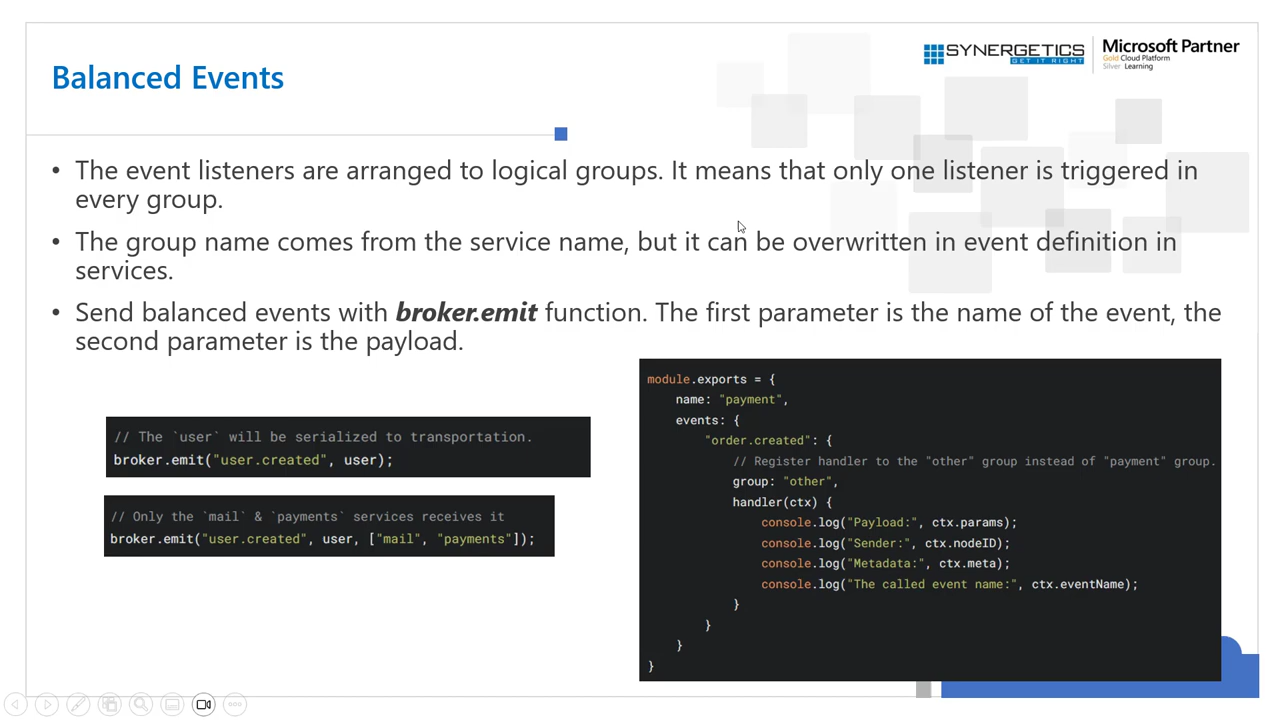 SYNERGETICS
GET IT RIGHT
Microsoft Partner
Gold Cloud Platform
Silver Learning
Balanced Events
• The event listeners are arranged to logical groups. It means that only one listener is triggered in
every group.
• The group name comes from the service name, but it can be overwritten in event definition in
services.
• Send balanced events with broker.emit function. The first parameter is the name of the event, the
second parameter is the payload.
// The `user` will be serialized to transportation.
broker.emit("user.created", user);
// Only the `mail` & `payments` services receives it
broker.emit("user.created", user, ["mail", "payments"]);
module.exports = {
name: "payment",
events: {
"order.created": {
// Register handler to the "other" group instead of "payment" group.
group: "other",
handler(ctx) {
console.log("Payload:", ctx.params);
console.log("Sender:", ctx.nodeID);
console.log("Metadata:", ctx.meta);
console.log("The called event name:", ctx.eventName);
}
}
}
}